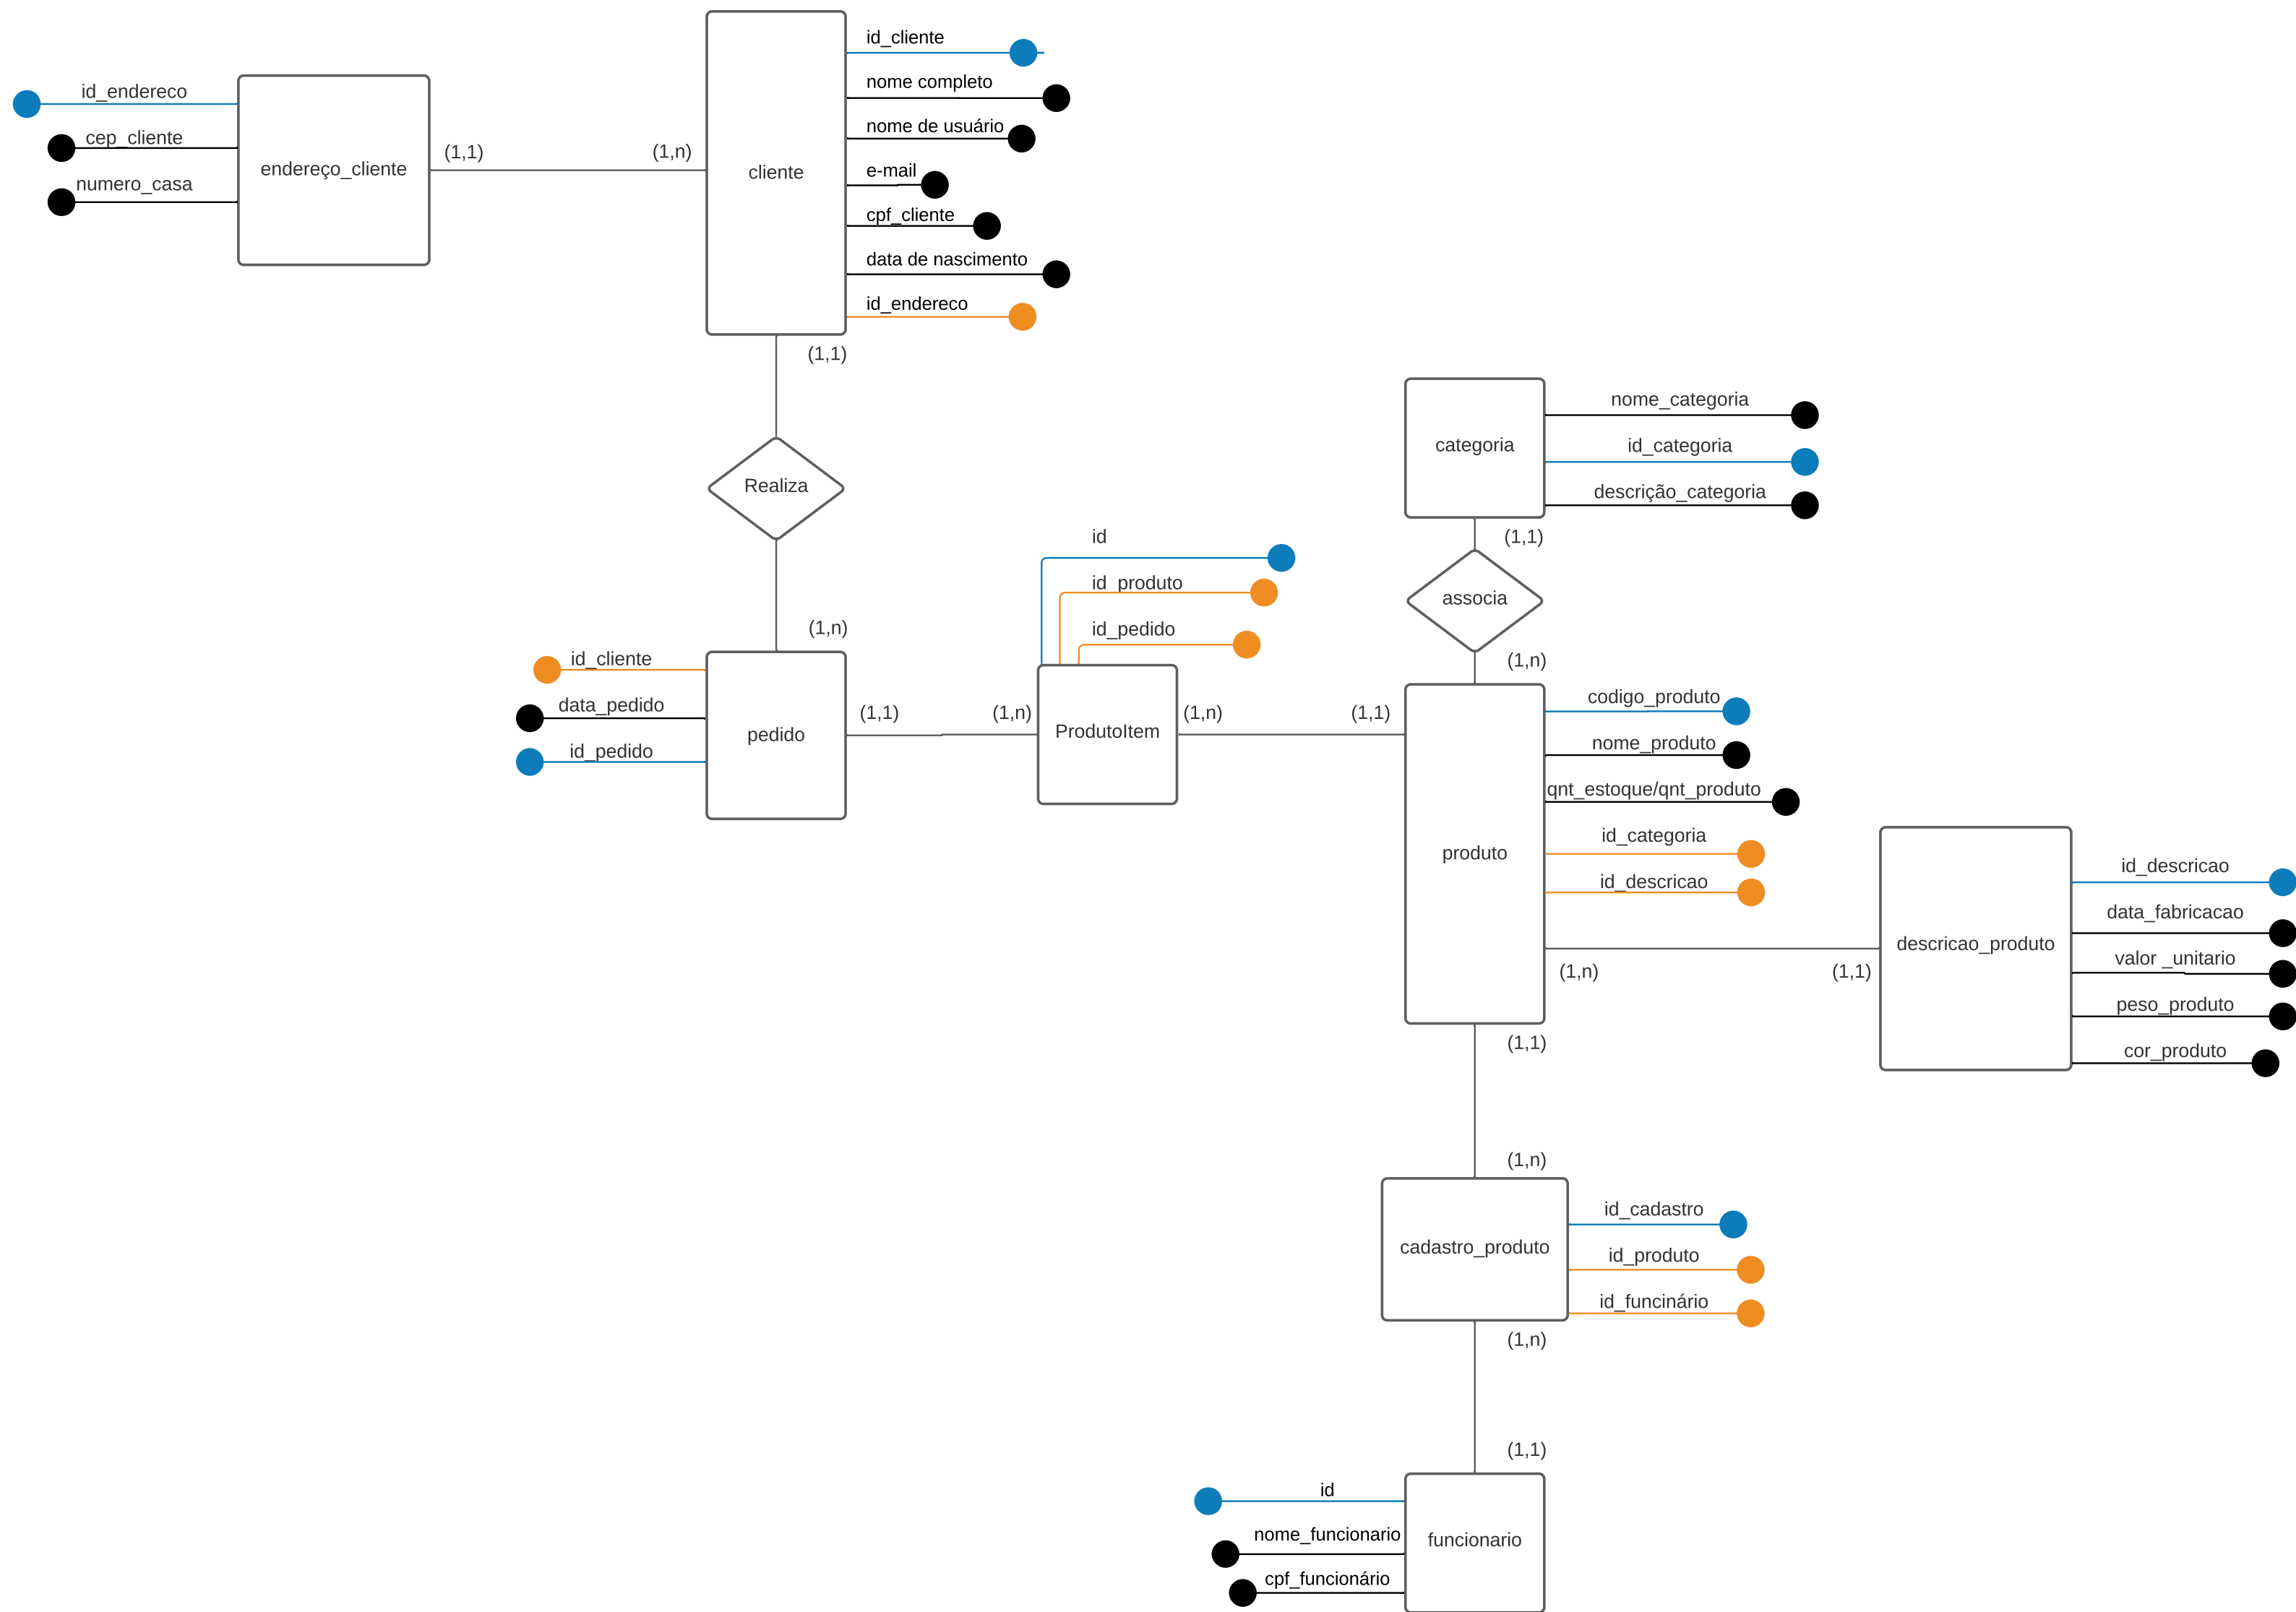 id_cliente
nome completo
nome de usuário
e-mail
cpf_cliente
data de nascimento
id_endereco
cliente
id_endereco
cep_cliente
numero_casa
endereço_cliente
(1,1)
(1,n)
(1,1)
Realiza
(1,n)
id_cliente
data_pedido
id_pedido
pedido
(1,1)
(1,n)
id
id_produto
id_pedido
ProdutoItem
(1,n)
(1,1)
nome_categoria
id_categoria
descrição_categoria
categoria
(1,1)
associa
(1,n)
codigo_produto
nome_produto
qnt_estoque/qnt_produto
id_categoria
id_descricao
produto
(1,n)
(1,1)
descricao_produto
id_descricao
data_fabricacao
valor _unitario
peso_produto
cor_produto
(1,1)
(1,n)
cadastro_produto
id_cadastro
id_produto
id_funcinário
(1,n)
(1,1)
id
nome_funcionario
cpf_funcionário
funcionario